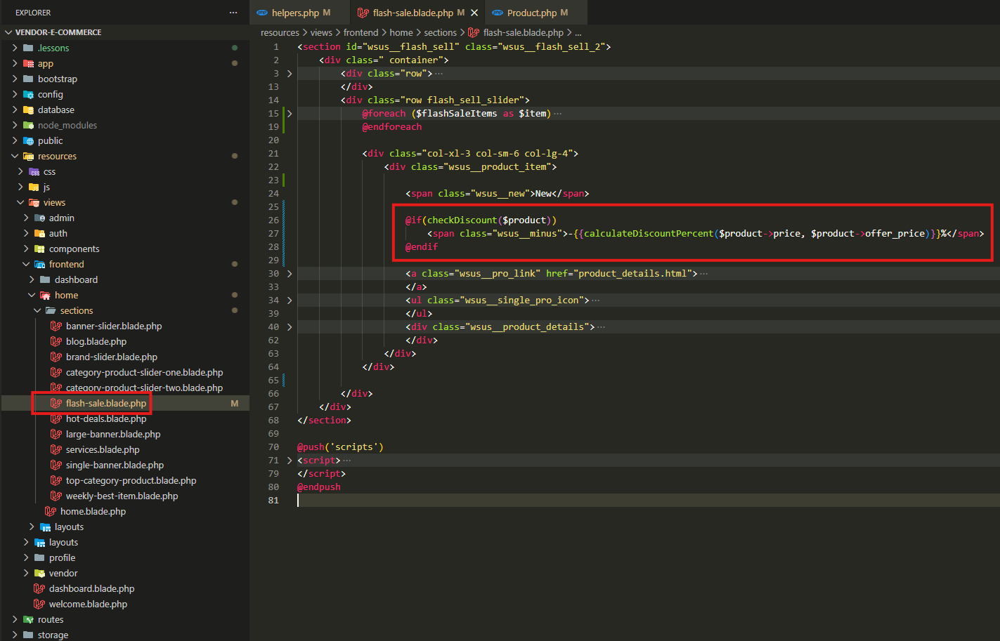 EXPLORER
VENDOR-E-COMMERCE
.lessons
app
bootstrap
config
database
node_modules
public
resources
css
js
views
admin
auth
components
frontend
dashboard
home
sections
banner-slider.blade.php
blog.blade.php
brand-slider.blade.php
category-product-slider-one.blade.php
category-product-slider-two.blade.php
flash-sale.blade.php M
hot-deals.blade.php
large-banner.blade.php
services.blade.php
single-banner.blade.php
top-category-product.blade.php
weekly-best-item.blade.php
home.blade.php
layouts
layouts
profile
vendor
dashboard.blade.php
welcome.blade.php
routes
storage
helpers.php M flash-sale.blade.php M Product.php M
resources > views > frontend > home > sections > flash-sale.blade.php > ...
1 <section id="wsus__flash_sell" class="wsus__flash_sell_2">
2 <div class=" container">
3 <div class="row">···
13 </div>
14 <div class="row flash_sell_slider">
15 @foreach ($flashSaleItems as $item)···
19 @endforeach
20
21 <div class="col-xl-3 col-sm-6 col-lg-4">
22 <div class="wsus__product_item">
23
24 <span class="wsus__new">New</span>
25
26 @if(checkDiscount($product))
27 <span class="wsus__minus">-{{calculateDiscountPercent($product->price, $product->offer_price)}}%</span>
28 @endif
29
30 <a class="wsus__pro_link" href="product_details.html">···
33 </a>
34 <ul class="wsus__single_pro_icon">···
39 </ul>
40 <div class="wsus__product_details">···
62 </div>
63 </div>
64 </div>
65
66 </div>
67 </div>
68 </section>
69
70 @push('scripts')
71 <script>···
79 </script>
80 @endpush
81